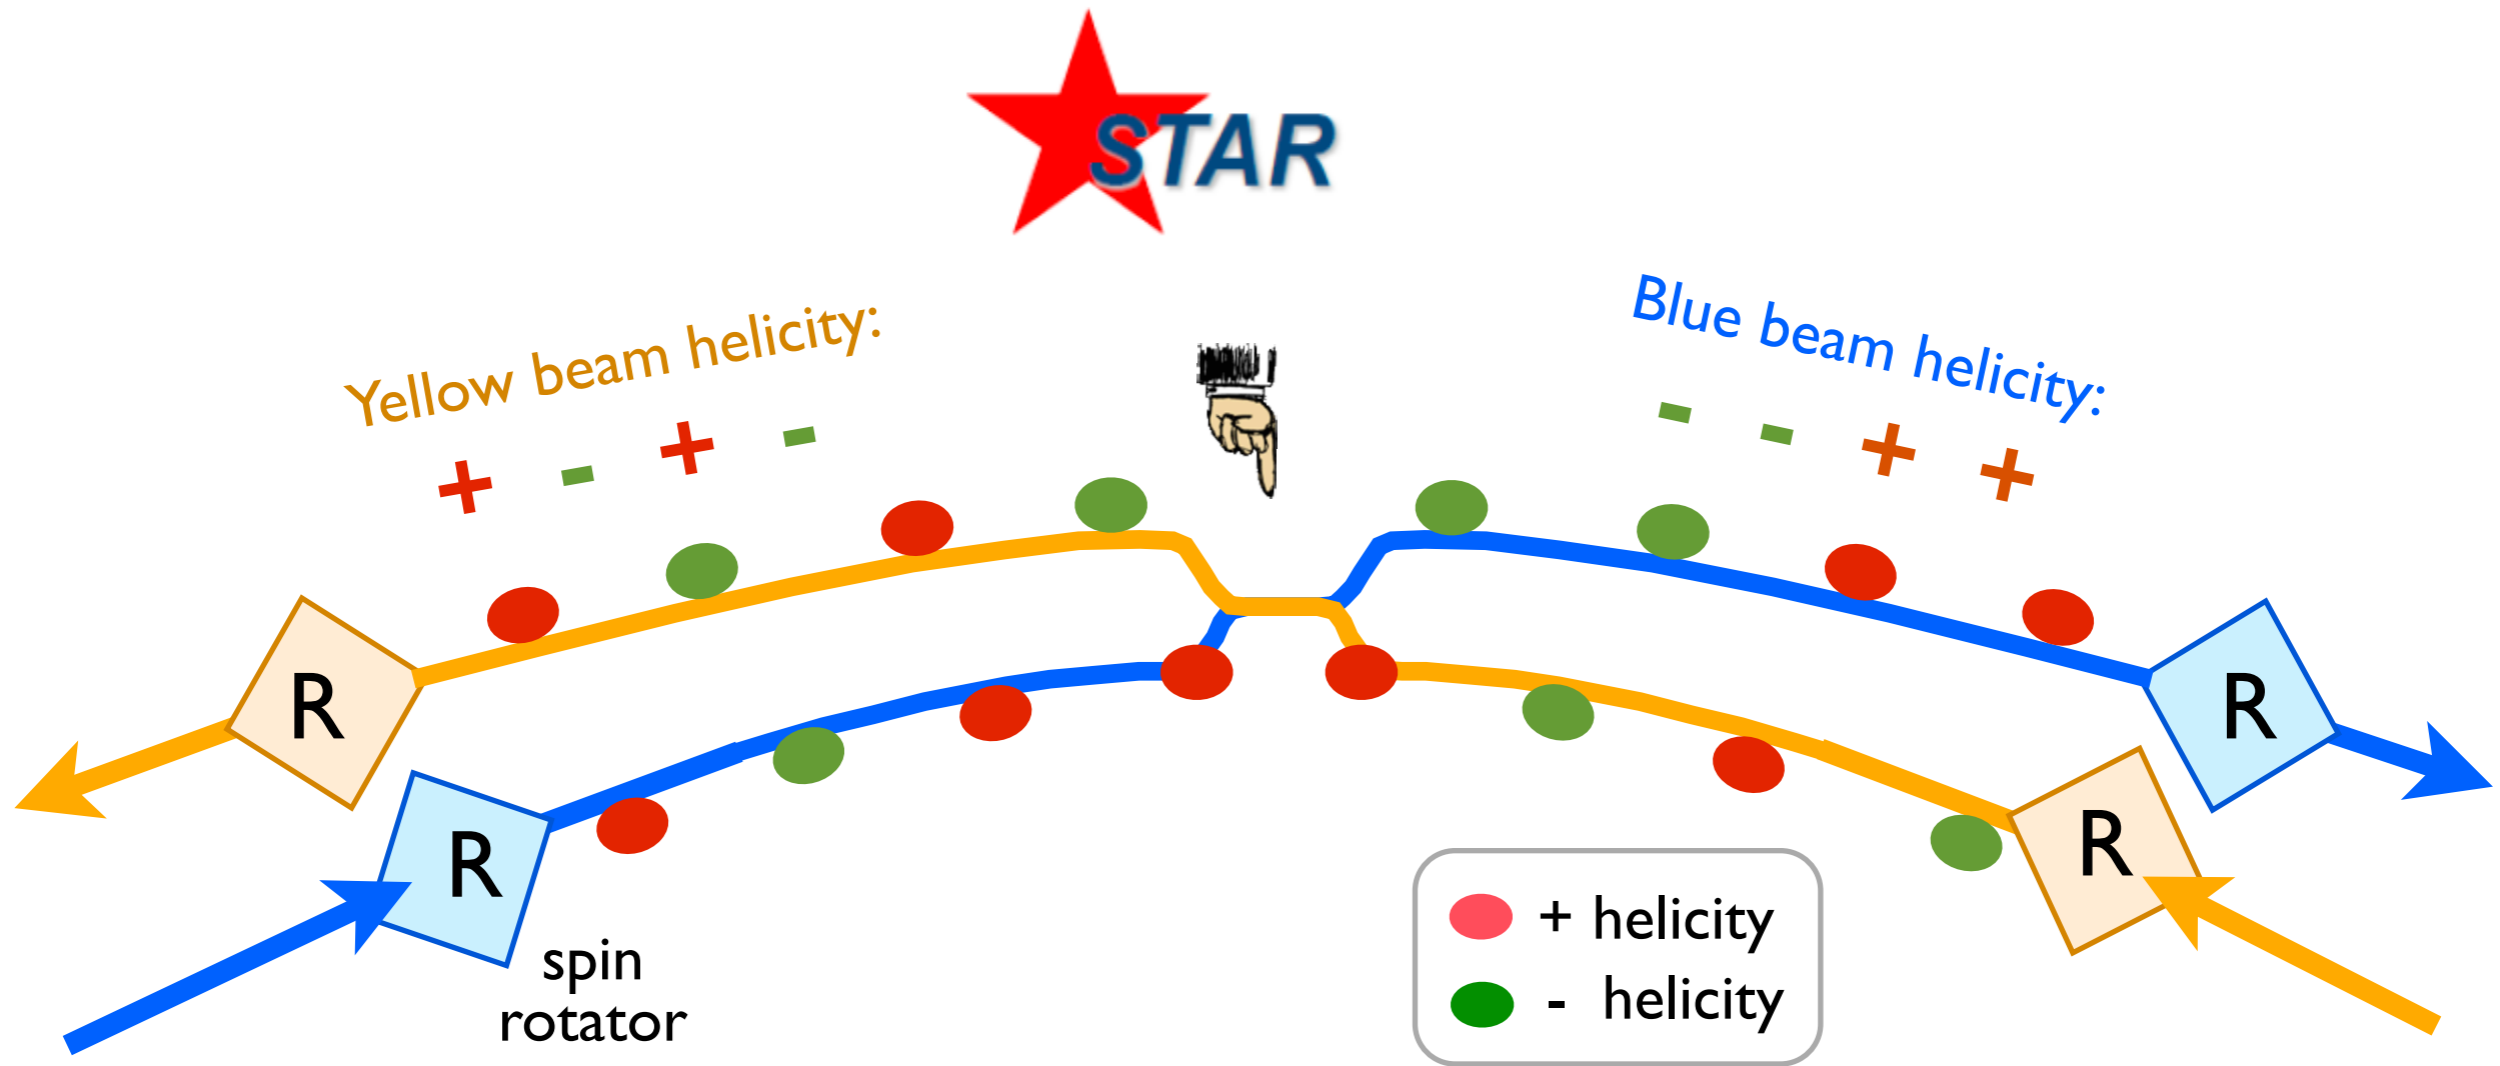 STAR
Yellow beam helicity:
+ - + -
Blue beam helicity:
- - + +
R
R
R
R
spin
rotator
+ helicity
- helicity